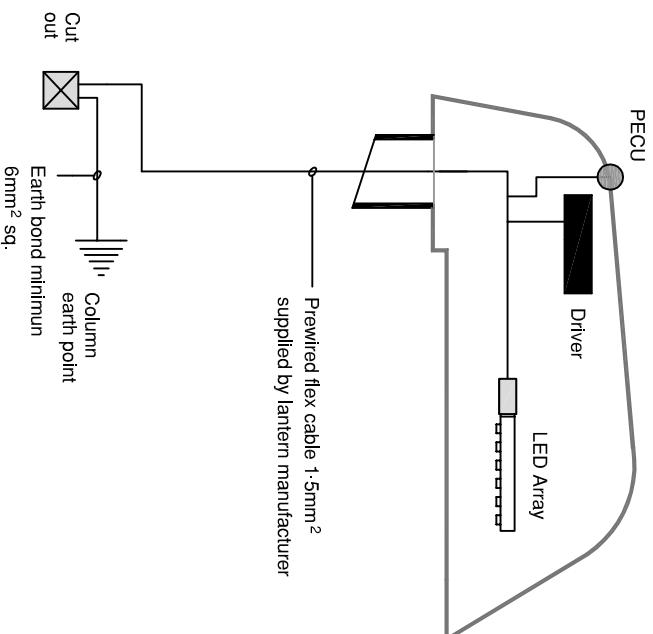 PECU
Driver
LED Array
Prewired flex cable 1·5mm²
supplied by lantern manufacturer
Cut
out
Column
earth point
Earth bond minimun
6mm² sq.